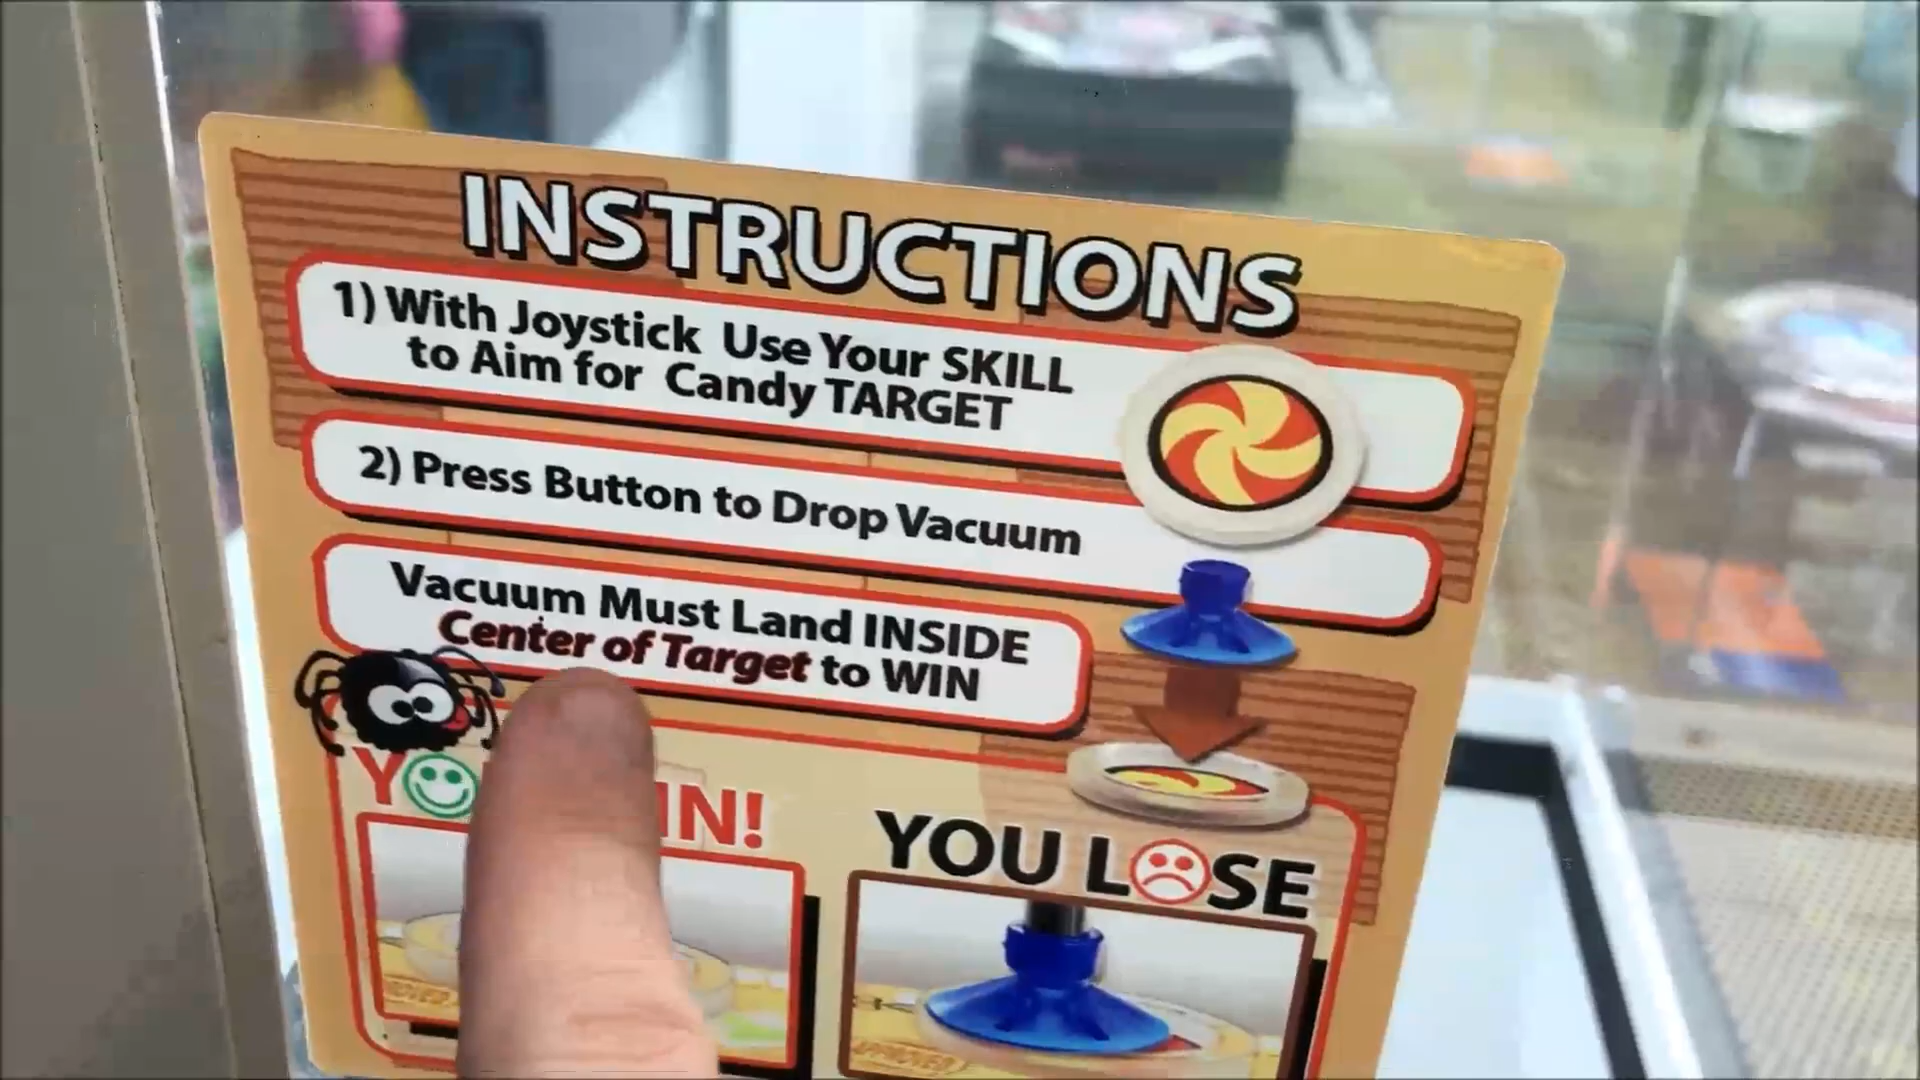 INSTRUCTIONS
1) With Joystick Use Your SKILL
to Aim for Candy TARGET
2) Press Button to Drop Vacuum
Vacuum Must Land INSIDE
Center of Target to WIN
YOU LOSE
APPROVED